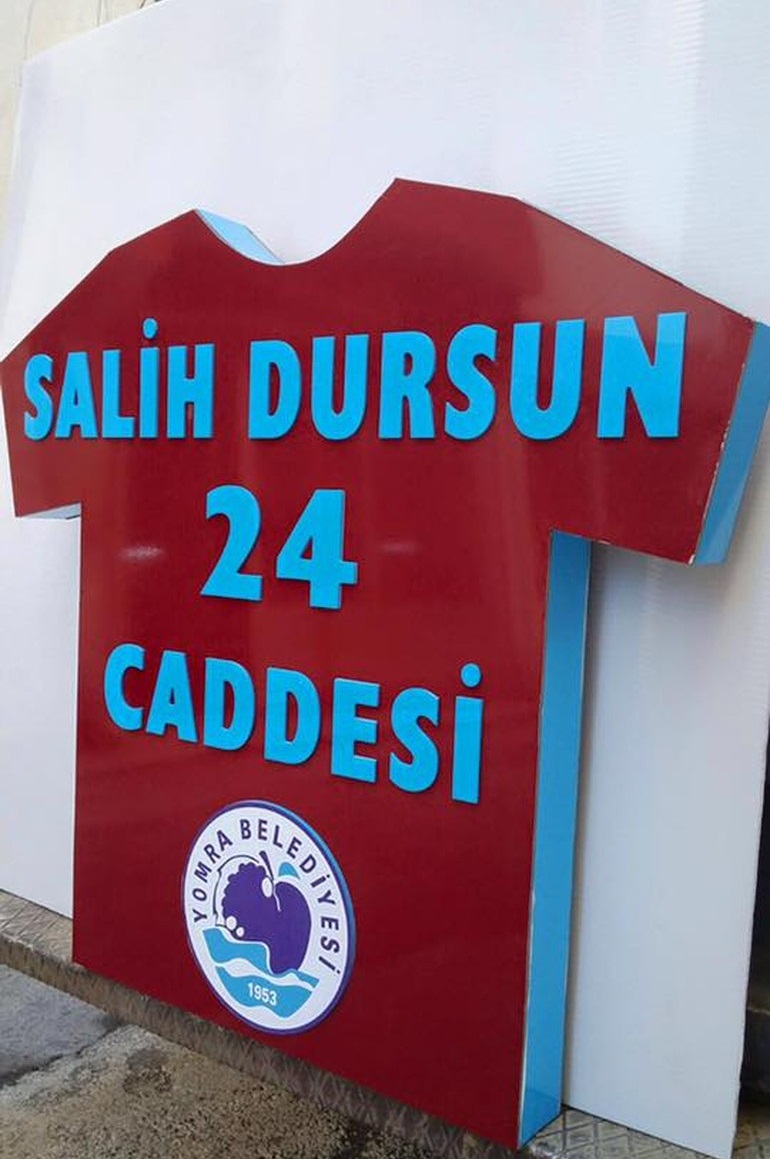 SALİH DURSUN
24
CADDESİ
YOMRA BELEDİYESİ
1953